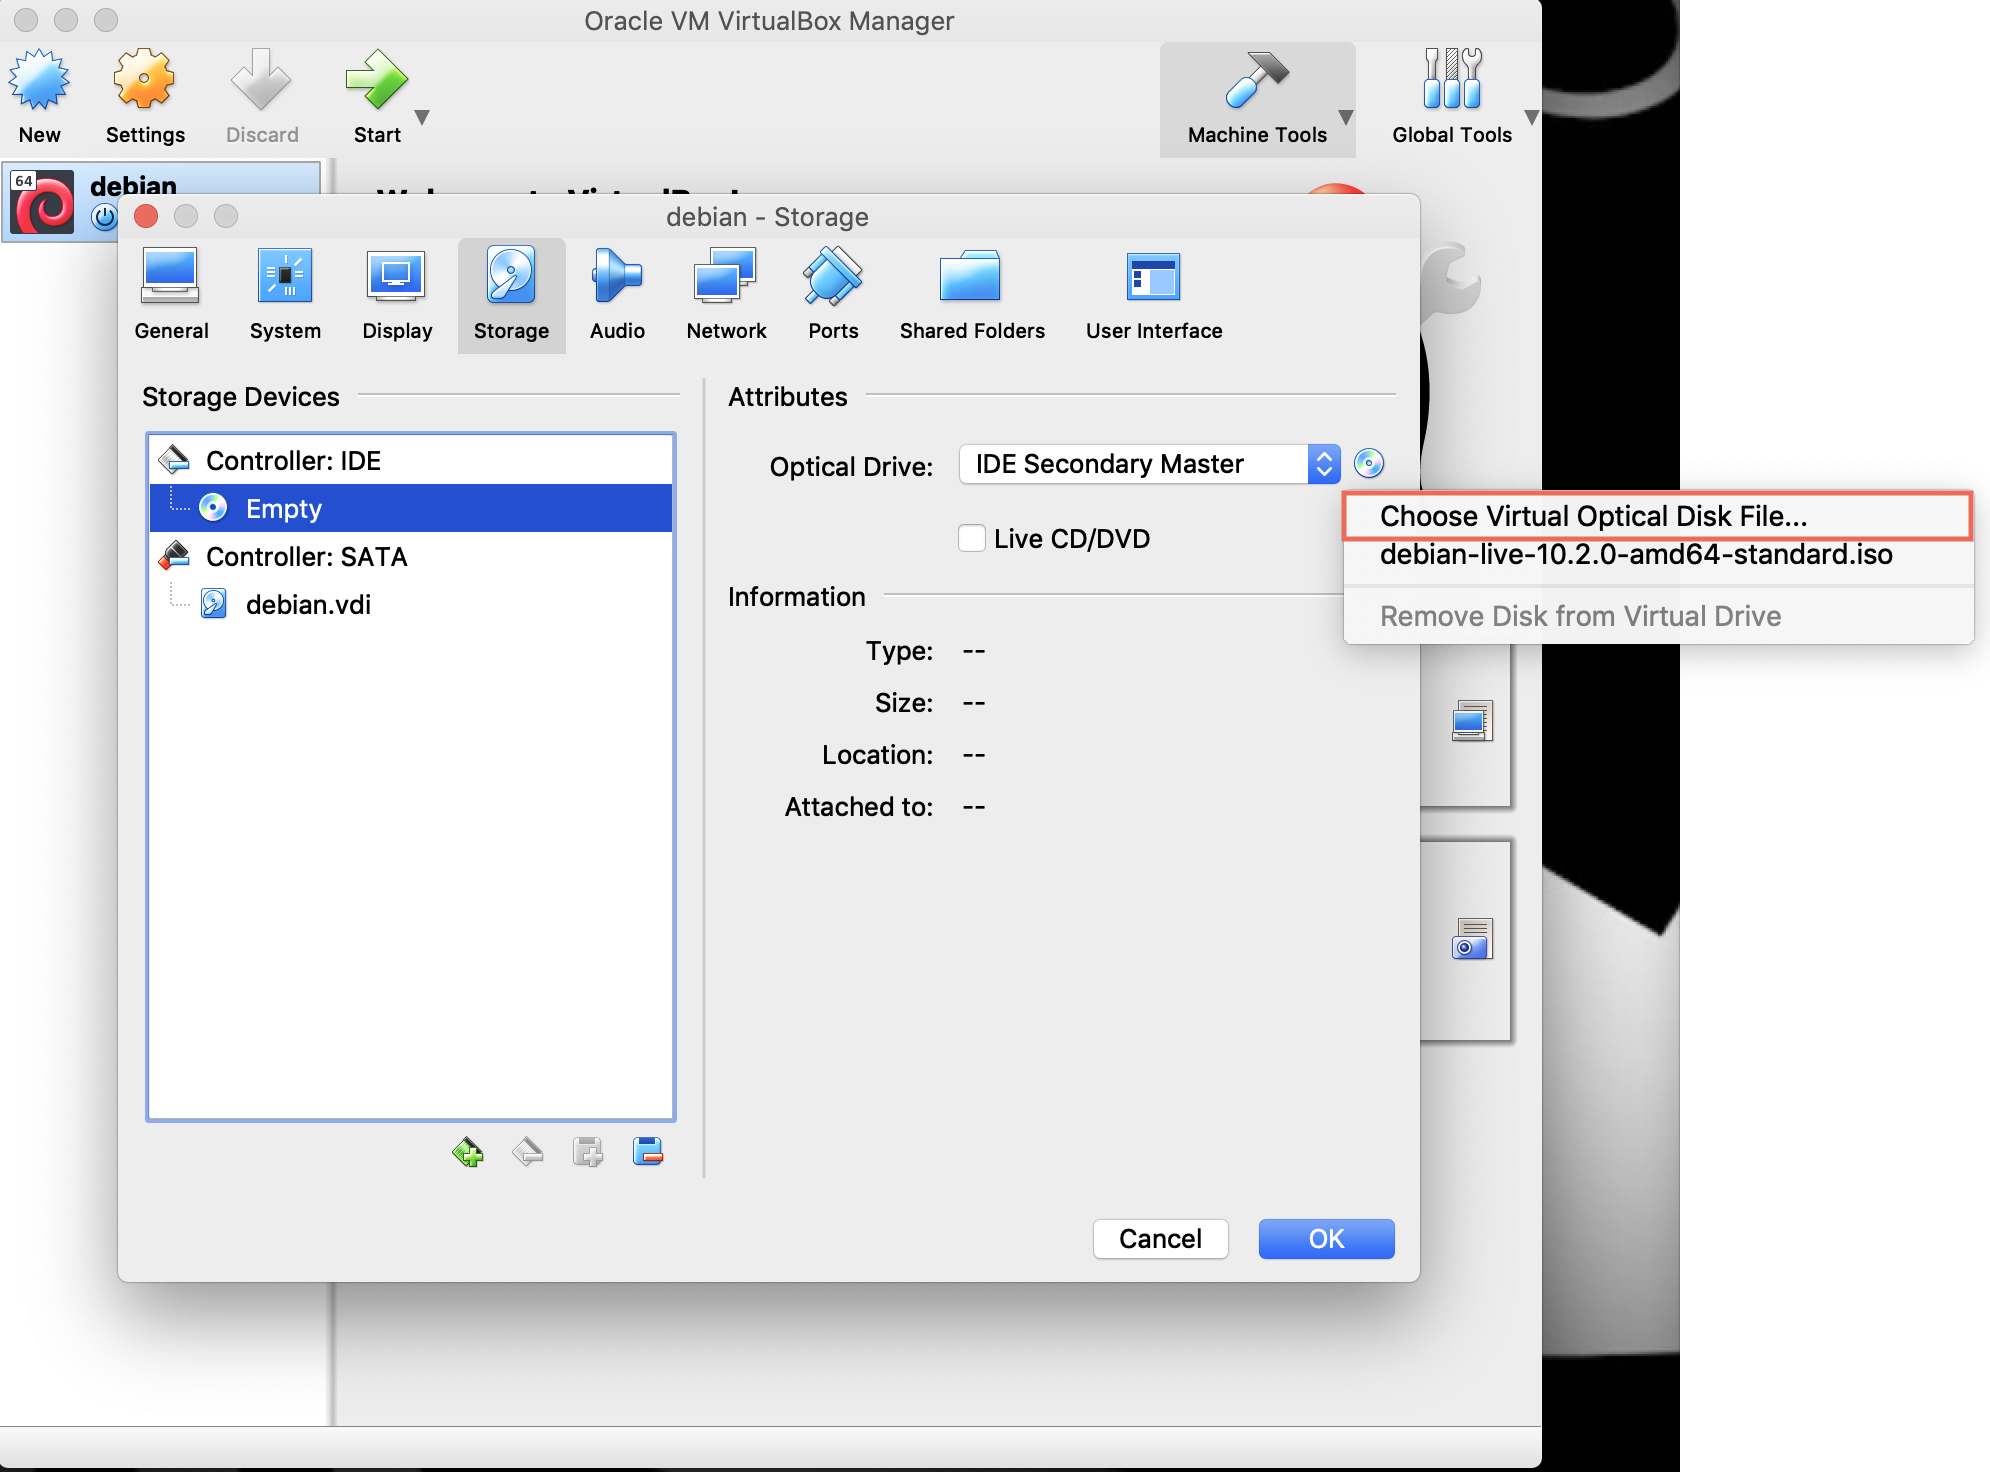 Oracle VM VirtualBox Manager
New
Settings
Discard
Start
Machine Tools
Global Tools
64
debian
Welcome to VirtualBox!
debian - Storage
General
System
Display
Storage
Audio
Network
Ports
Shared Folders
User Interface
Storage Devices
Controller: IDE
Empty
Controller: SATA
debian.vdi
Attributes
Optical Drive:
IDE Secondary Master
Live CD/DVD
Choose Virtual Optical Disk File...
debian-live-10.2.0-amd64-standard.iso
Remove Disk from Virtual Drive
Information
Type: --
Size: --
Location: --
Attached to: --
Cancel
OK